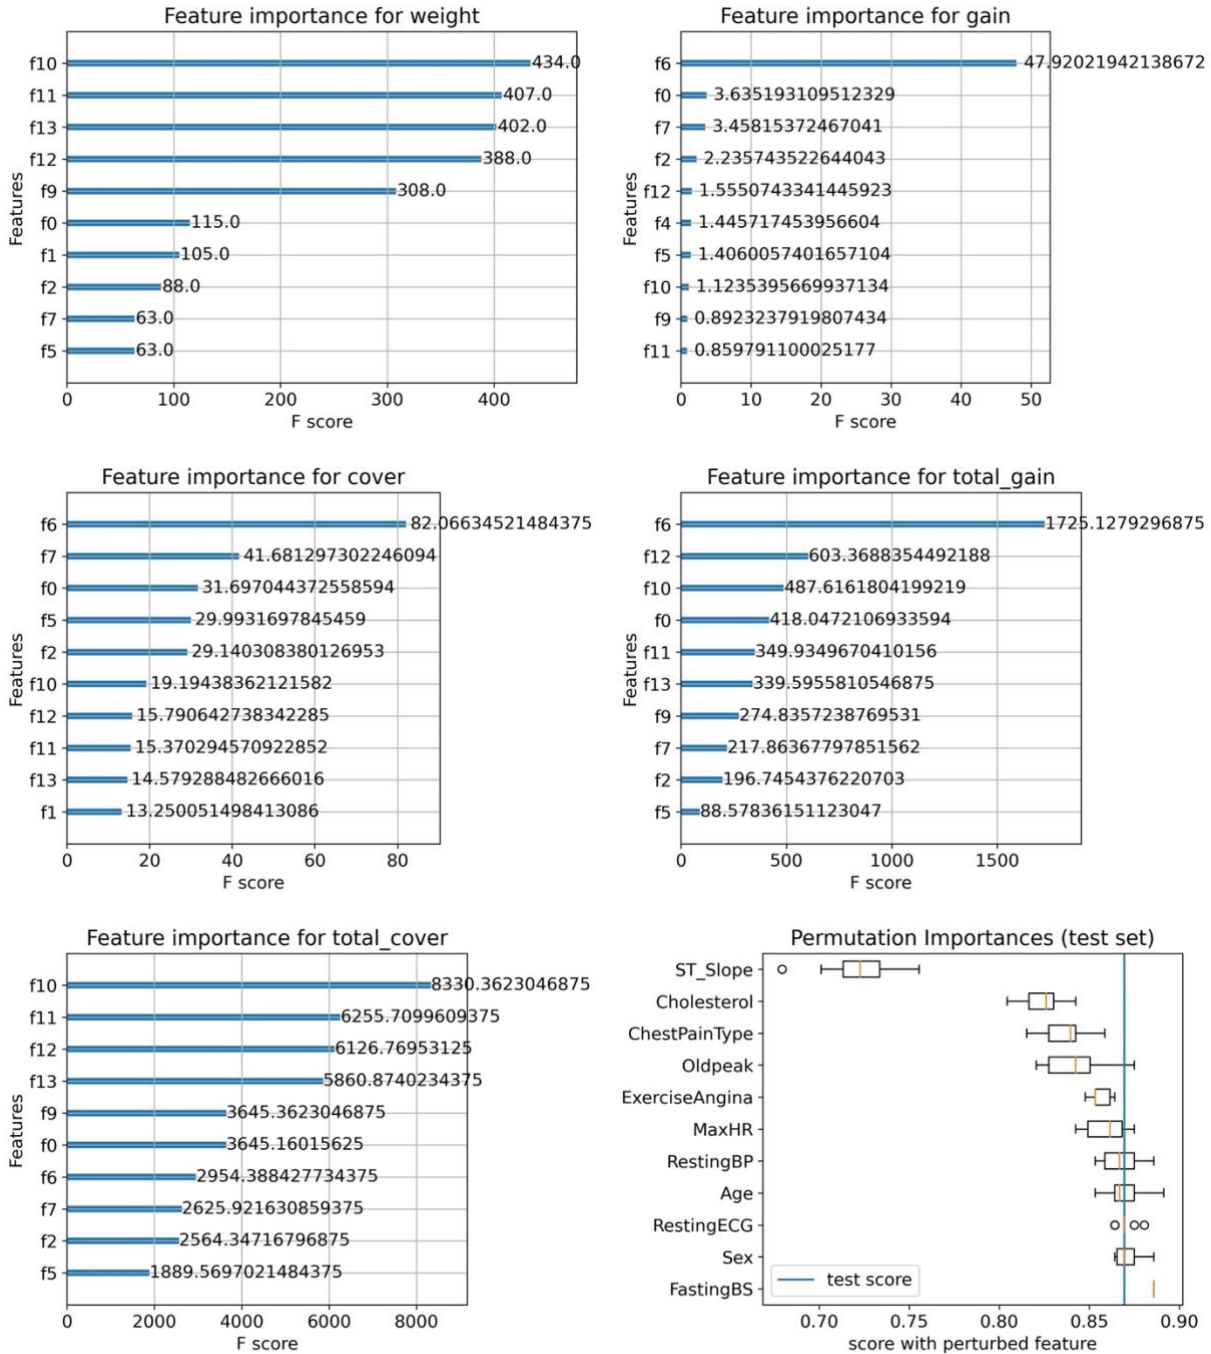 Feature importance for weight
Features
f10
434.0
f11
407.0
f13
402.0
f12
388.0
f9
308.0
f0
115.0
f1
105.0
f2
88.0
f7
63.0
f5
63.0
0 100 200 300 400
F score
Feature importance for gain
Features
f6
47.92021942138672
f0
3.635193109512329
f7
3.45815372467041
f2
2.235743522644043
f12
1.5550743341445923
f4
1.445717453956604
f5
1.4060057401657104
f10
1.1235395669937134
f9
0.8923237919807434
f11
0.859791100025177
0 10 20 30 40 50
F score
Feature importance for cover
Features
f6
82.06634521484375
f7
41.681297302246094
f0
31.697044372558594
f5
29.9931697845459
f2
29.140308380126953
f10
19.19438362121582
f12
15.790642738342285
f11
15.370294570922852
f13
14.579288482666016
f1
13.250051498413086
0 20 40 60 80
F score
Feature importance for total_gain
Features
f6
1725.1279296875
f12
603.3688354492188
f10
487.6161804199219
f0
418.0472106933594
f11
349.9349670410156
f13
339.5955810546875
f9
274.8357238769531
f7
217.86367797851562
f2
196.7454376220703
f5
88.57836151123047
0 500 1000 1500
F score
Feature importance for total_cover
Features
f10
8330.3623046875
f11
6255.7099609375
f12
6126.76953125
f13
5860.8740234375
f9
3645.3623046875
f0
3645.16015625
f6
2954.388427734375
f7
2625.921630859375
f2
2564.34716796875
f5
1889.5697021484375
0 2000 4000 6000 8000
F score
Permutation Importances (test set)
ST_Slope
Cholesterol
ChestPainType
Oldpeak
ExerciseAngina
MaxHR
RestingBP
Age
RestingECG
Sex
FastingBS
test score
0.70 0.75 0.80 0.85 0.90
score with perturbed feature